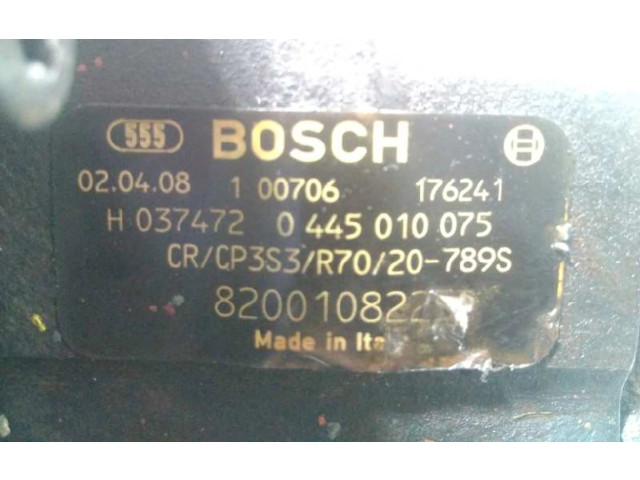 555 BOSCH
02.04.08 1 00706 176241
H 037472 0 445 010 075
CR/CP3S3/R70/20-789S
Made in